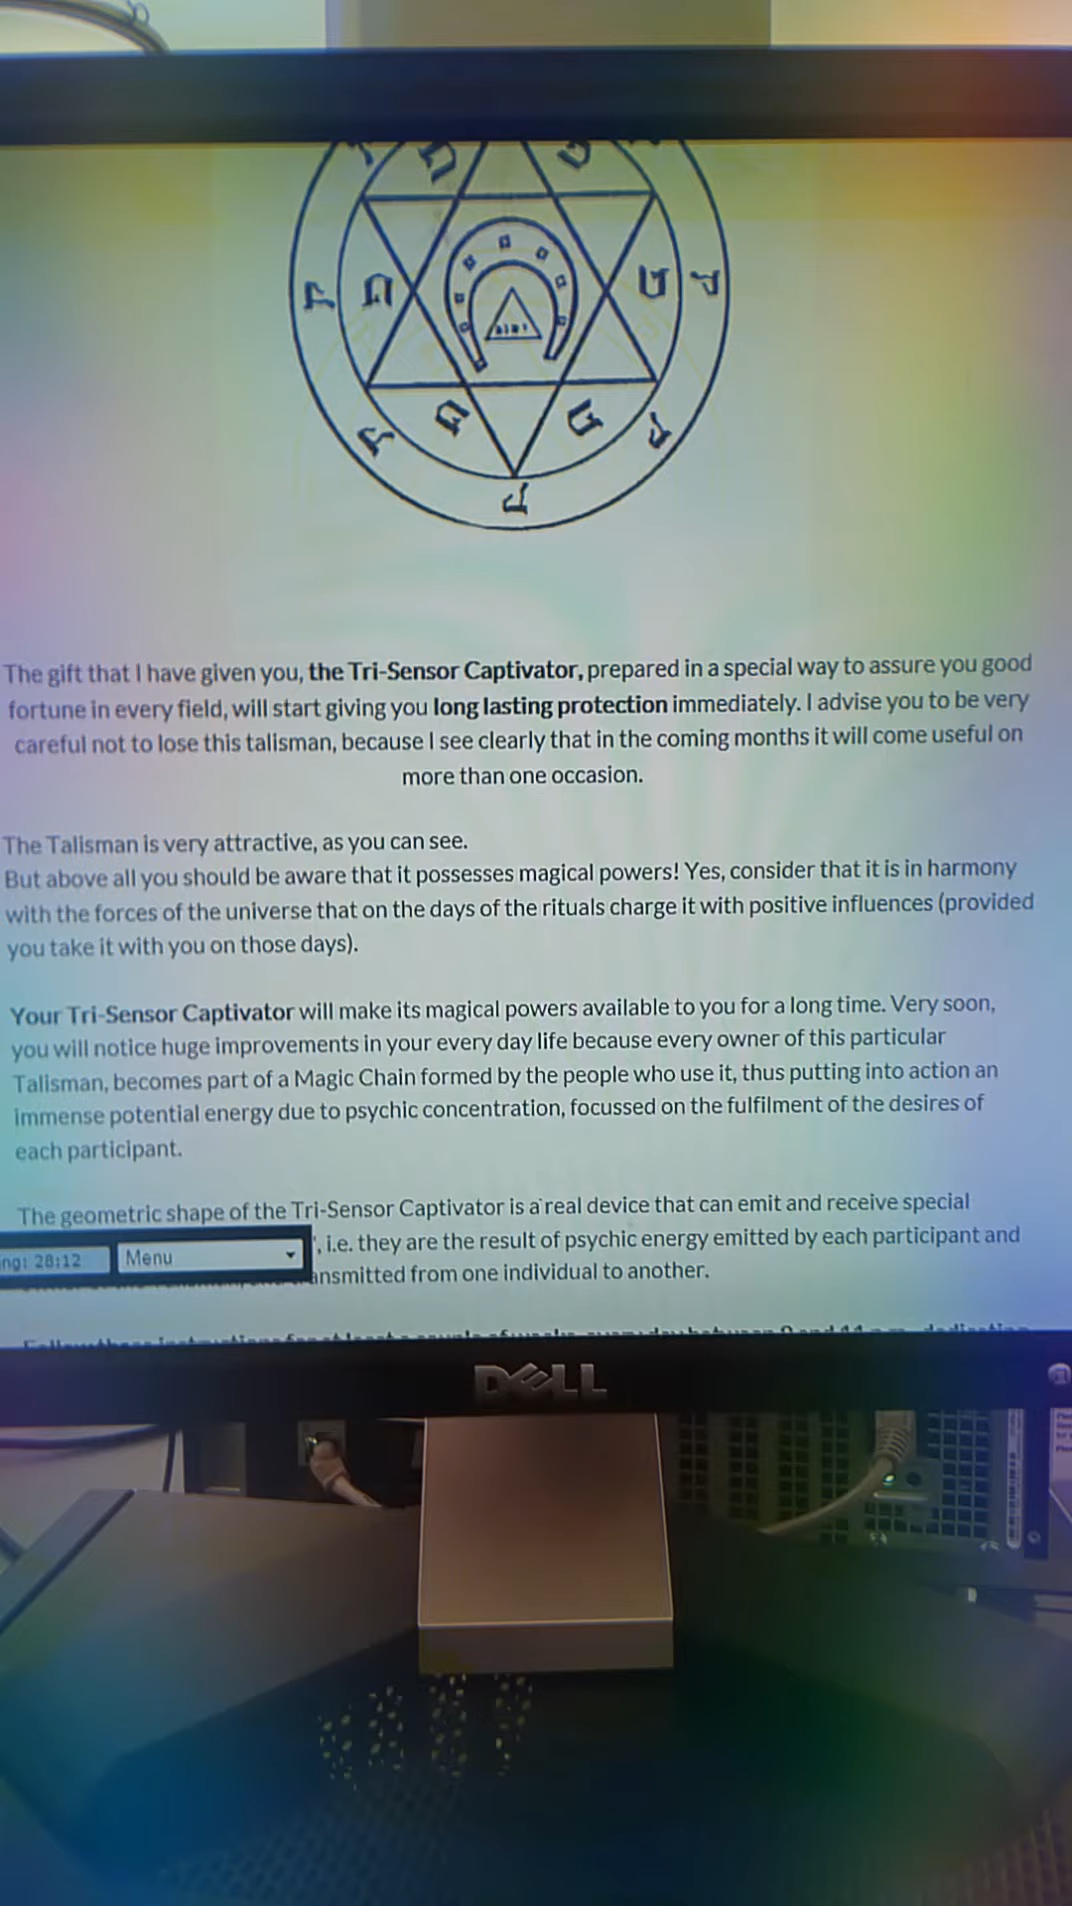 The gift that I have given you, the Tri-Sensor Captivator, prepared in a special way to assure you good
fortune in every field, will start giving you long lasting protection immediately. I advise you to be very
careful not to lose this talisman, because I see clearly that in the coming months it will come useful on
more than one occasion.
The Talisman is very attractive, as you can see.
But above all you should be aware that it possesses magical powers! Yes, consider that it is in harmony
with the forces of the universe that on the days of the rituals charge it with positive influences (provided
you take it with you on those days).
Your Tri-Sensor Captivator will make its magical powers available to you for a long time. Very soon,
you will notice huge improvements in your every day life because every owner of this particular
Talisman, becomes part of a Magic Chain formed by the people who use it, thus putting into action an
immense potential energy due to psychic concentration, focussed on the fulfilment of the desires of
each participant.
The geometric shape of the Tri-Sensor Captivator is a real device that can emit and receive special
', i.e. they are the result of psychic energy emitted by each participant and
ansmitted from one individual to another.
ng: 28:12 Menu
DELL